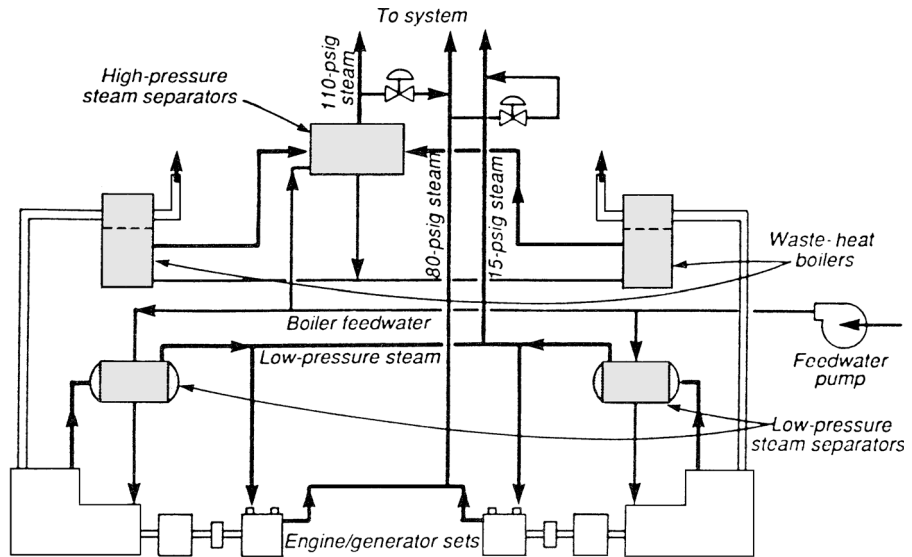 To system
High-pressure
steam separators
110-psig
steam
80-psig steam
15-psig steam
Waste-heat
boilers
Boiler feedwater
Low-pressure steam
Feedwater
pump
Low-pressure
steam separators
Engine/generator sets